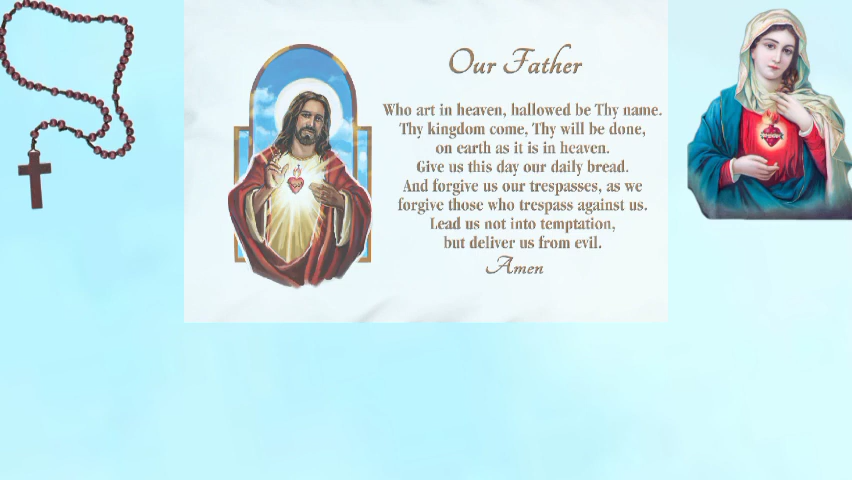 Our Father
Who art in heaven, hallowed be Thy name.
Thy kingdom come, Thy will be done,
on earth as it is in heaven.
Give us this day our daily bread.
And forgive us our trespasses, as we
forgive those who trespass against us.
Lead us not into temptation,
but deliver us from evil.
Amen